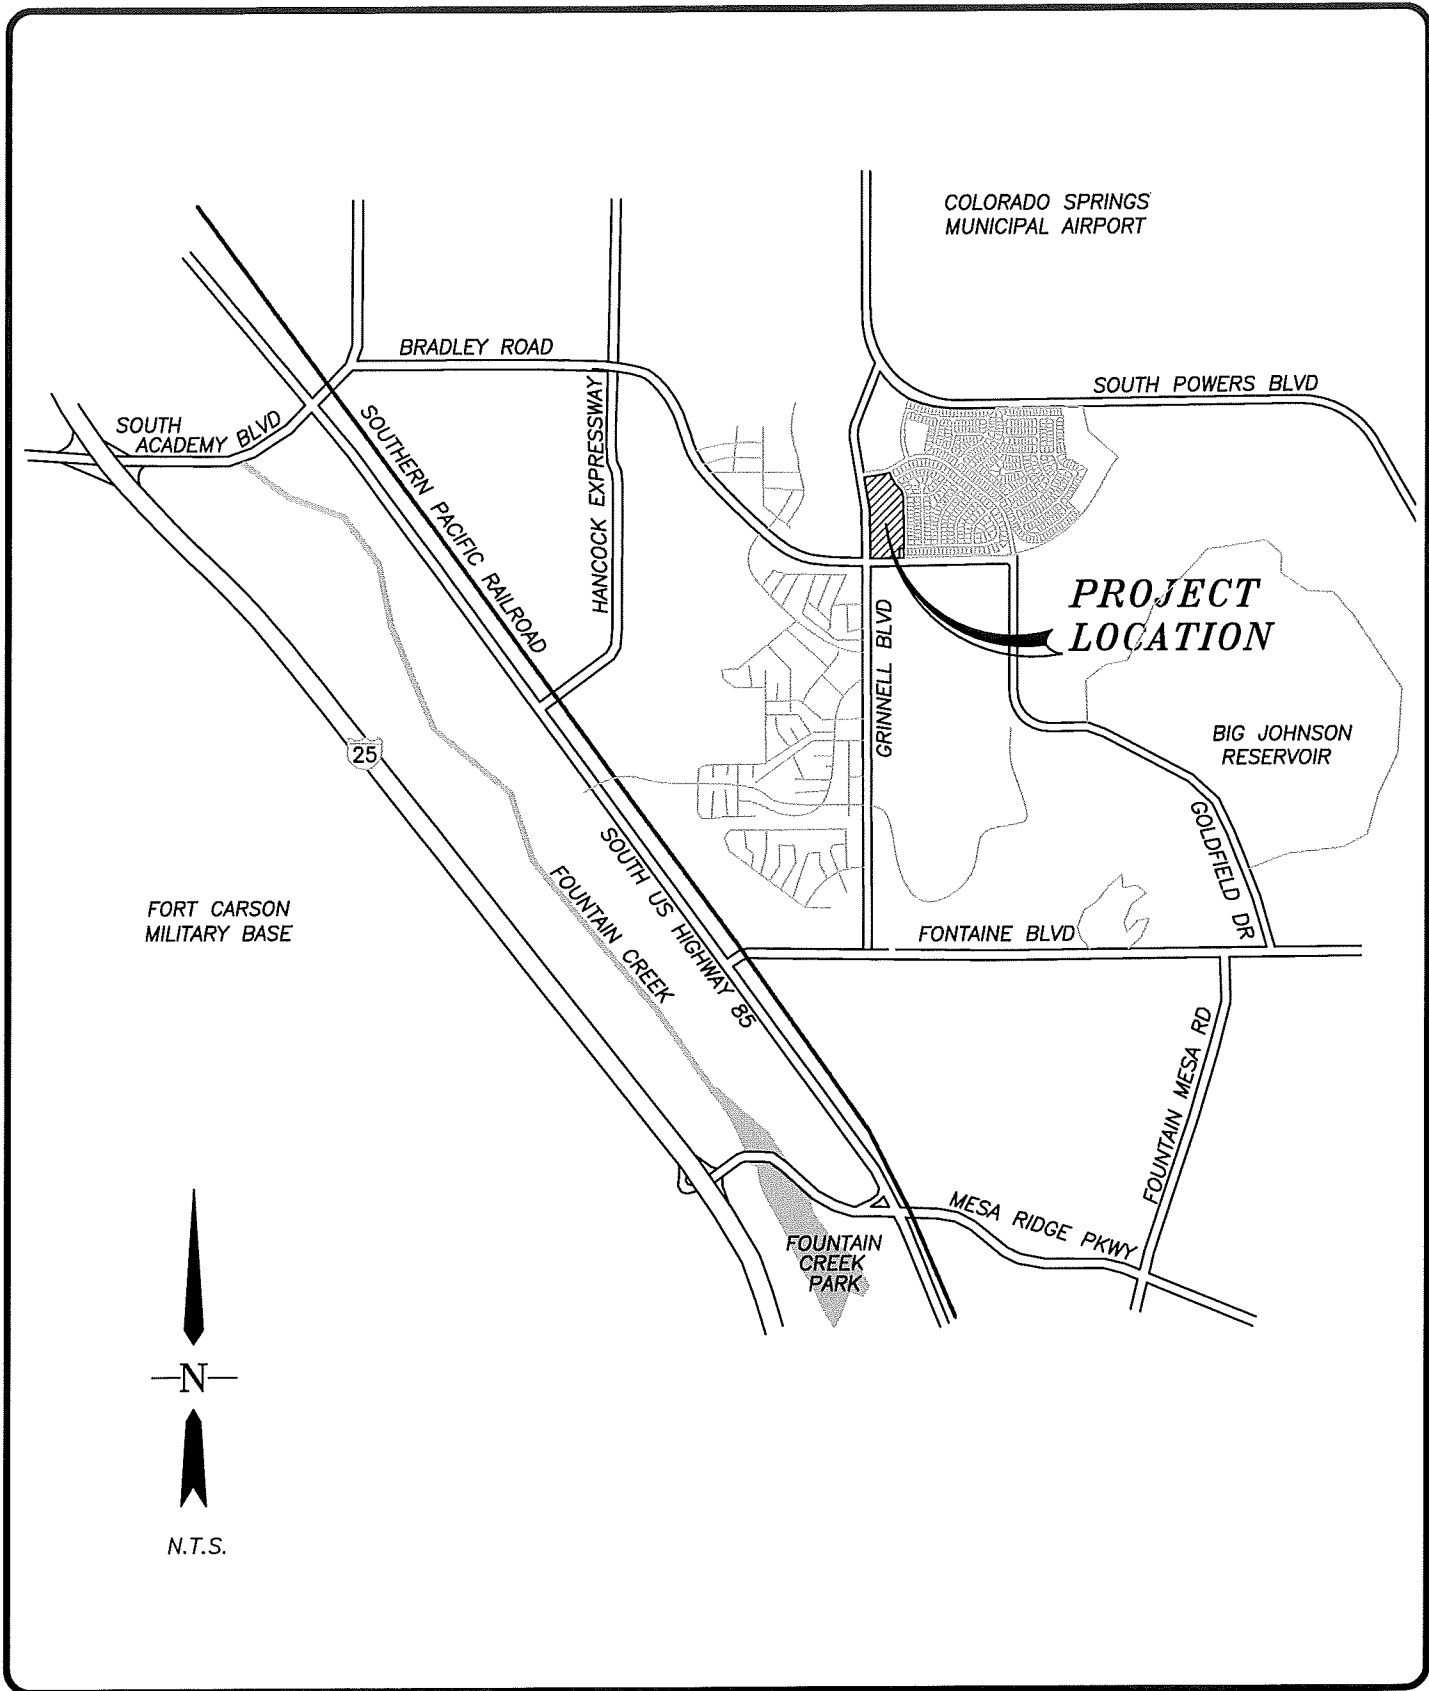 COLORADO SPRINGS
MUNICIPAL AIRPORT
BRADLEY ROAD
SOUTH POWERS BLVD
SOUTH
ACADEMY BLVD
SOUTHERN PACIFIC RAILROAD
HANCOCK EXPRESSWAY
PROJECT
LOCATION
GRINNELL BLVD
25
BIG JOHNSON
RESERVOIR
GOLDFIELD DR
SOUTH US HIGHWAY 85
FOUNTAIN CREEK
FORT CARSON
MILITARY BASE
FONTAINE BLVD
FOUNTAIN MESA RD
MESA RIDGE PKWY
FOUNTAIN
CREEK
PARK
N
N.T.S.